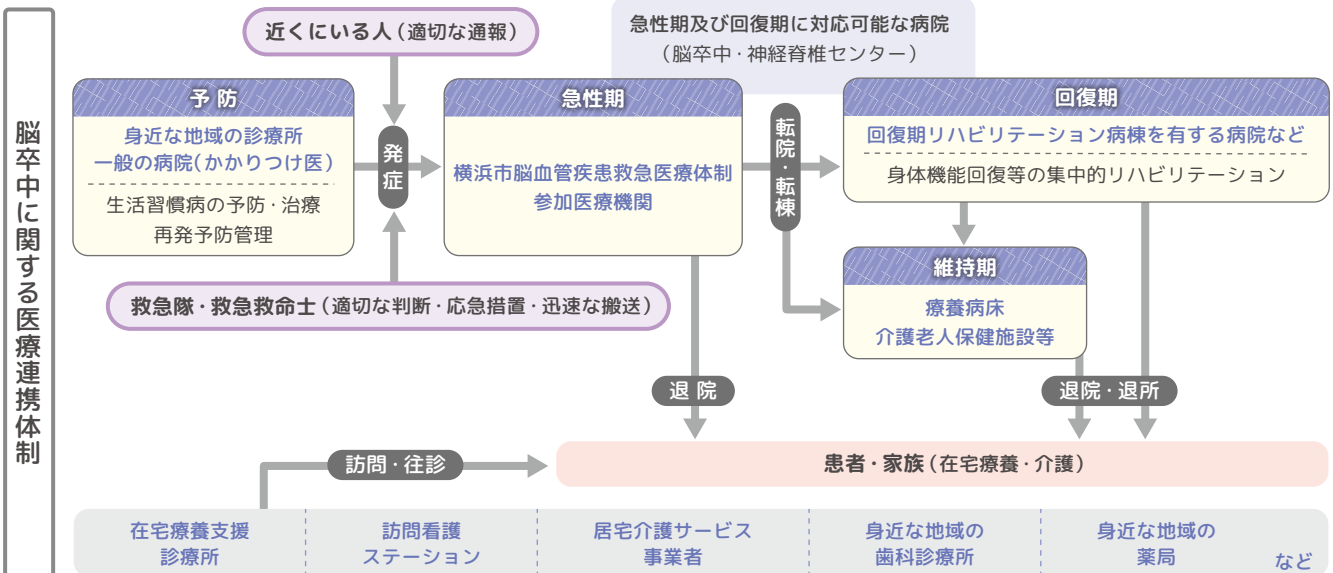 脳卒中に関する医療連携体制
近くにいる人（適切な通報）
急性期及び回復期に対応可能な病院
（脳卒中・神経脊椎センター）
予防
身近な地域の診療所
一般の病院（かかりつけ医）
生活習慣病の予防・治療
再発予防管理
発症
急性期
横浜市脳血管疾患救急医療体制
参加医療機関
転院・転棟
回復期
回復期リハビリテーション病棟を有する病院など
身体機能回復等の集中的リハビリテーション
救急隊・救急救命士（適切な判断・応急措置・迅速な搬送）
維持期
療養病床
介護老人保健施設等
退院
退院・退所
訪問・往診
患者・家族（在宅療養・介護）
在宅療養支援
診療所
訪問看護
ステーション
居宅介護サービス
事業者
身近な地域の
歯科診療所
身近な地域の
薬局
など